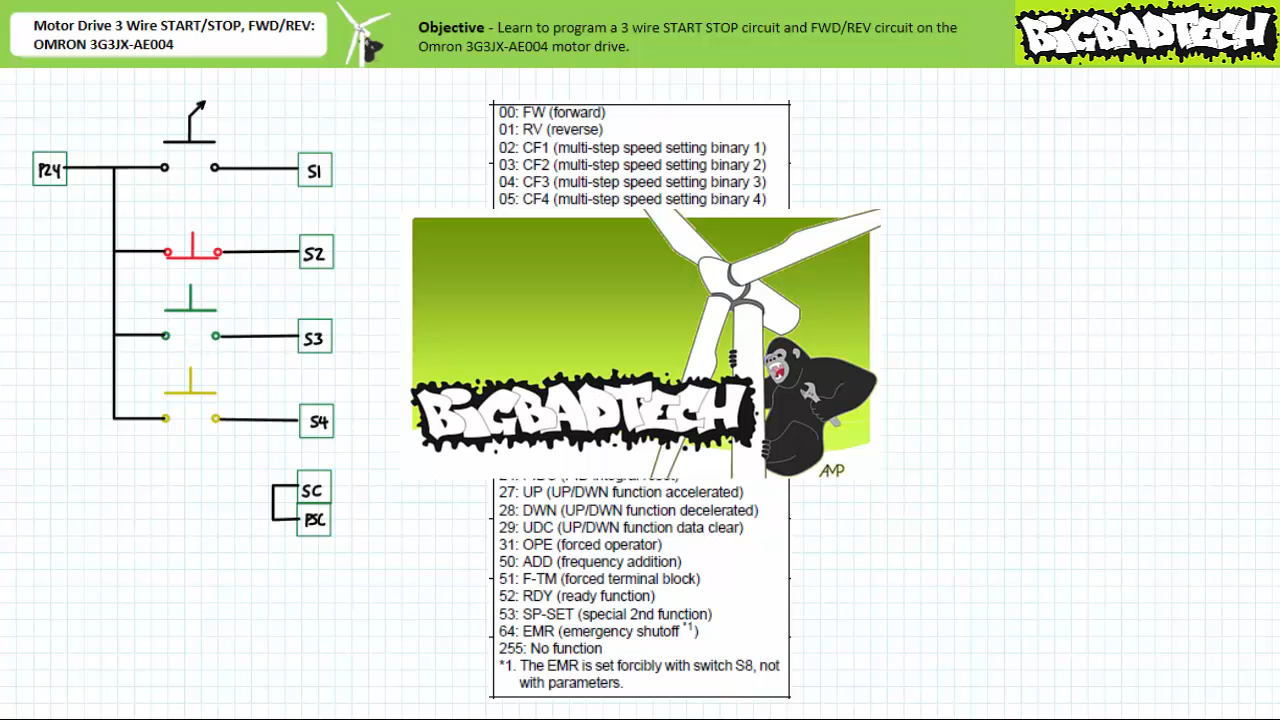 Motor Drive 3 Wire START/STOP, FWD/REV:
OMRON 3G3JX-AE004
Objective - Learn to program a 3 wire START STOP circuit and FWD/REV circuit on the
Omron 3G3JX-AE004 motor drive.
BIGBADTECH
P24
S1
S2
S3
S4
SC
PSC
00: FW (forward)
01: RV (reverse)
02: CF1 (multi-step speed setting binary 1)
03: CF2 (multi-step speed setting binary 2)
04: CF3 (multi-step speed setting binary 3)
05: CF4 (multi-step speed setting binary 4)
BIGBADTECH
AMP
27: UP (UP/DWN function accelerated)
28: DWN (UP/DWN function decelerated)
29: UDC (UP/DWN function data clear)
31: OPE (forced operator)
50: ADD (frequency addition)
51: F-TM (forced terminal block)
52: RDY (ready function)
53: SP-SET (special 2nd function)
64: EMR (emergency shutoff *1)
255: No function
*1. The EMR is set forcibly with switch S8, not
with parameters.